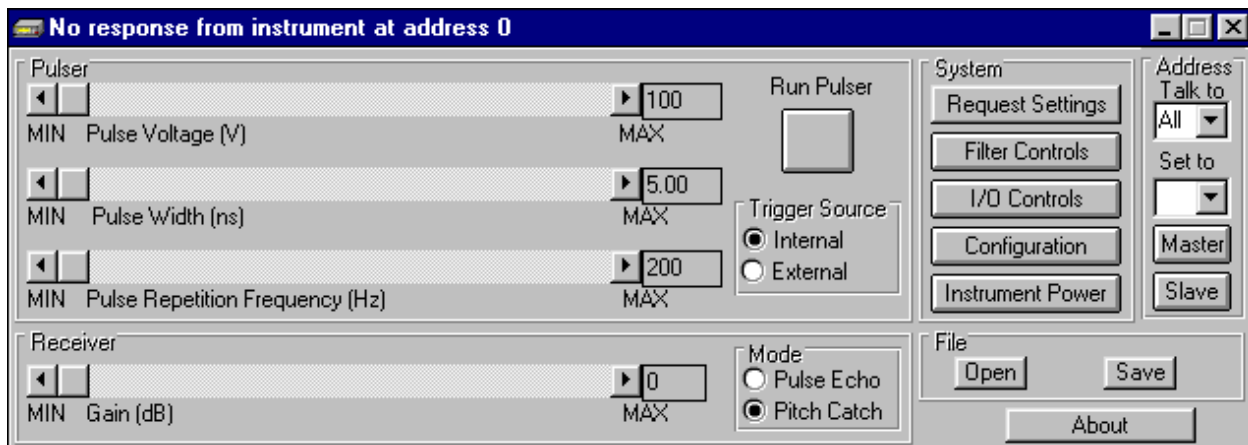 No response from instrument at address 0
Pulser
100
MIN Pulse Voltage (V) MAX
5.00
MIN Pulse Width (ns) MAX
200
MIN Pulse Repetition Frequency (Hz) MAX
Run Pulser
Trigger Source
Internal
External
System
Request Settings
Filter Controls
I/O Controls
Configuration
Instrument Power
Address
Talk to
All
Set to
Master
Slave
Receiver
0
MIN Gain (dB) MAX
Mode
Pulse Echo
Pitch Catch
File
Open Save
About